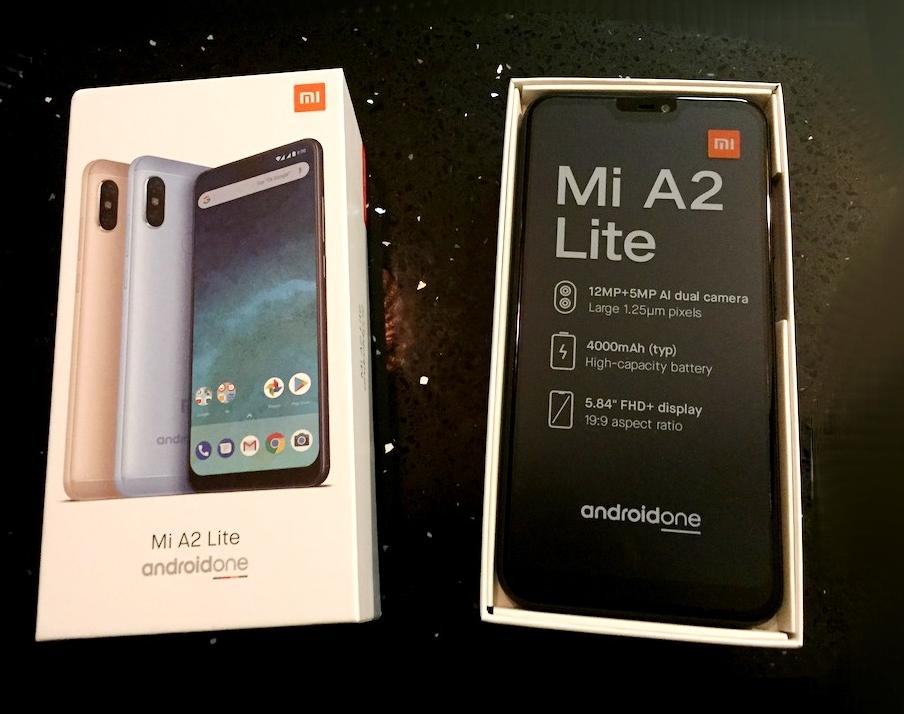 mi
androidone
Mi A2 Lite
androidone
mi
Mi A2
Lite
12MP+5MP AI dual camera
Large 1.25μm pixels
4000mAh (typ)
High-capacity battery
5.84" FHD+ display
19:9 aspect ratio
androidone